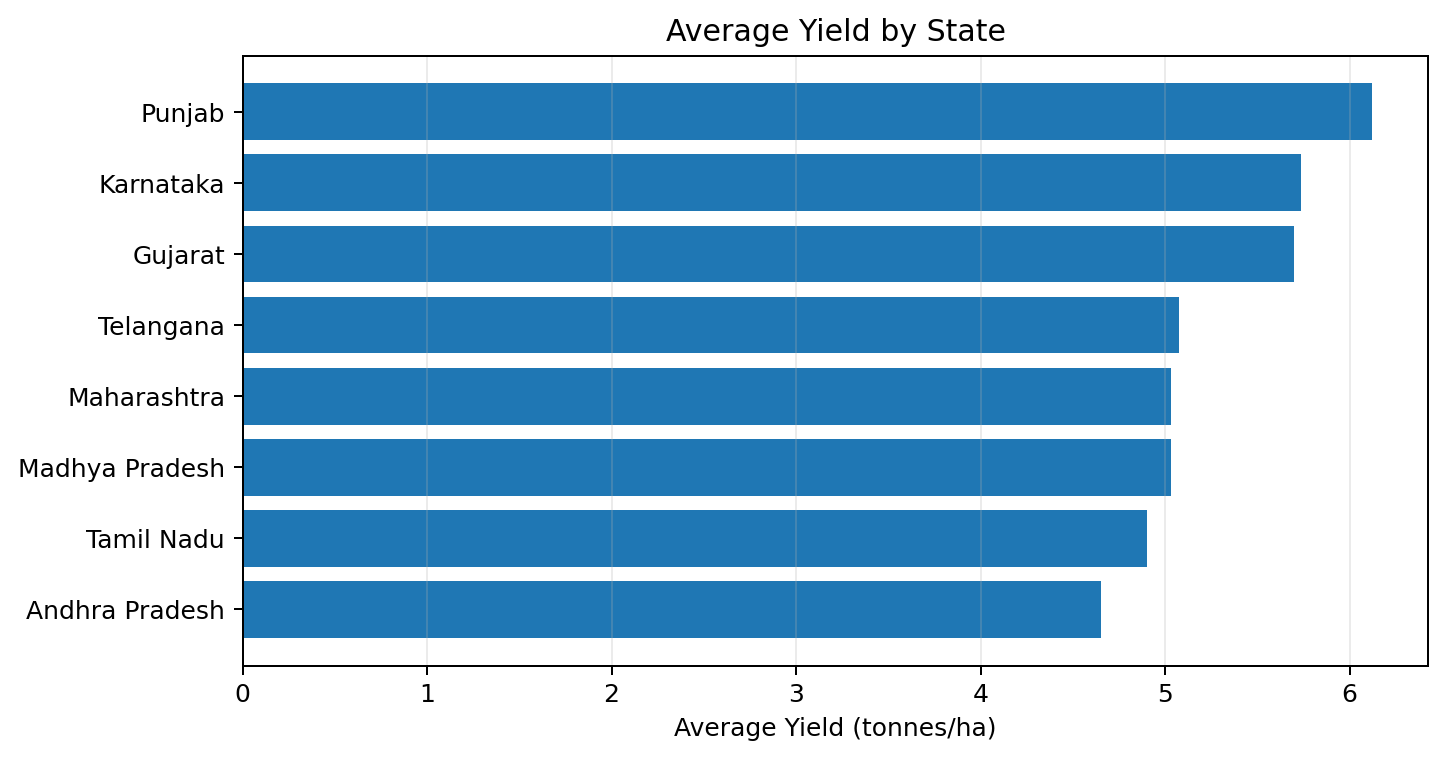 Average Yield by State
Punjab
Karnataka
Gujarat
Telangana
Maharashtra
Madhya Pradesh
Tamil Nadu
Andhra Pradesh
0 1 2 3 4 5 6
Average Yield (tonnes/ha)